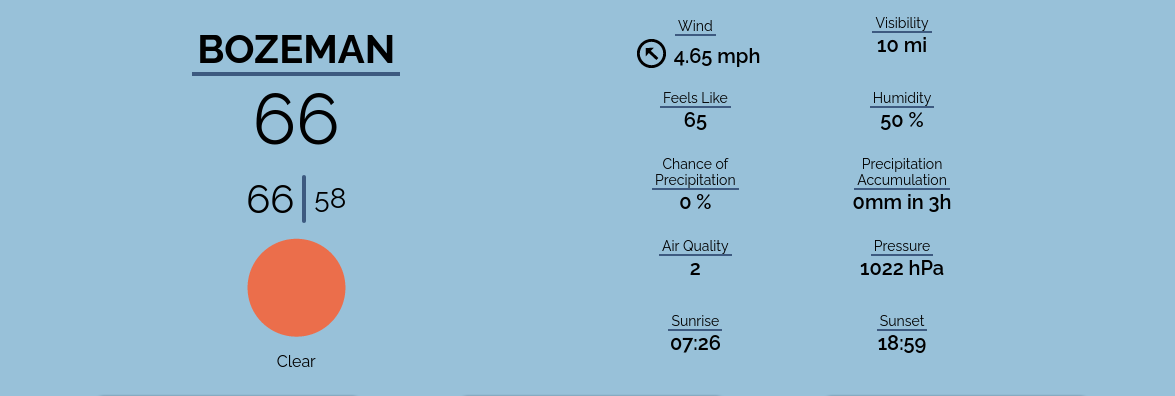 BOZEMAN
66
66 58
Clear
Wind
4.65 mph
Visibility
10 mi
Feels Like
65
Humidity
50 %
Chance of
Precipitation
0 %
Precipitation
Accumulation
0mm in 3h
Air Quality
2
Pressure
1022 hPa
Sunrise
07:26
Sunset
18:59